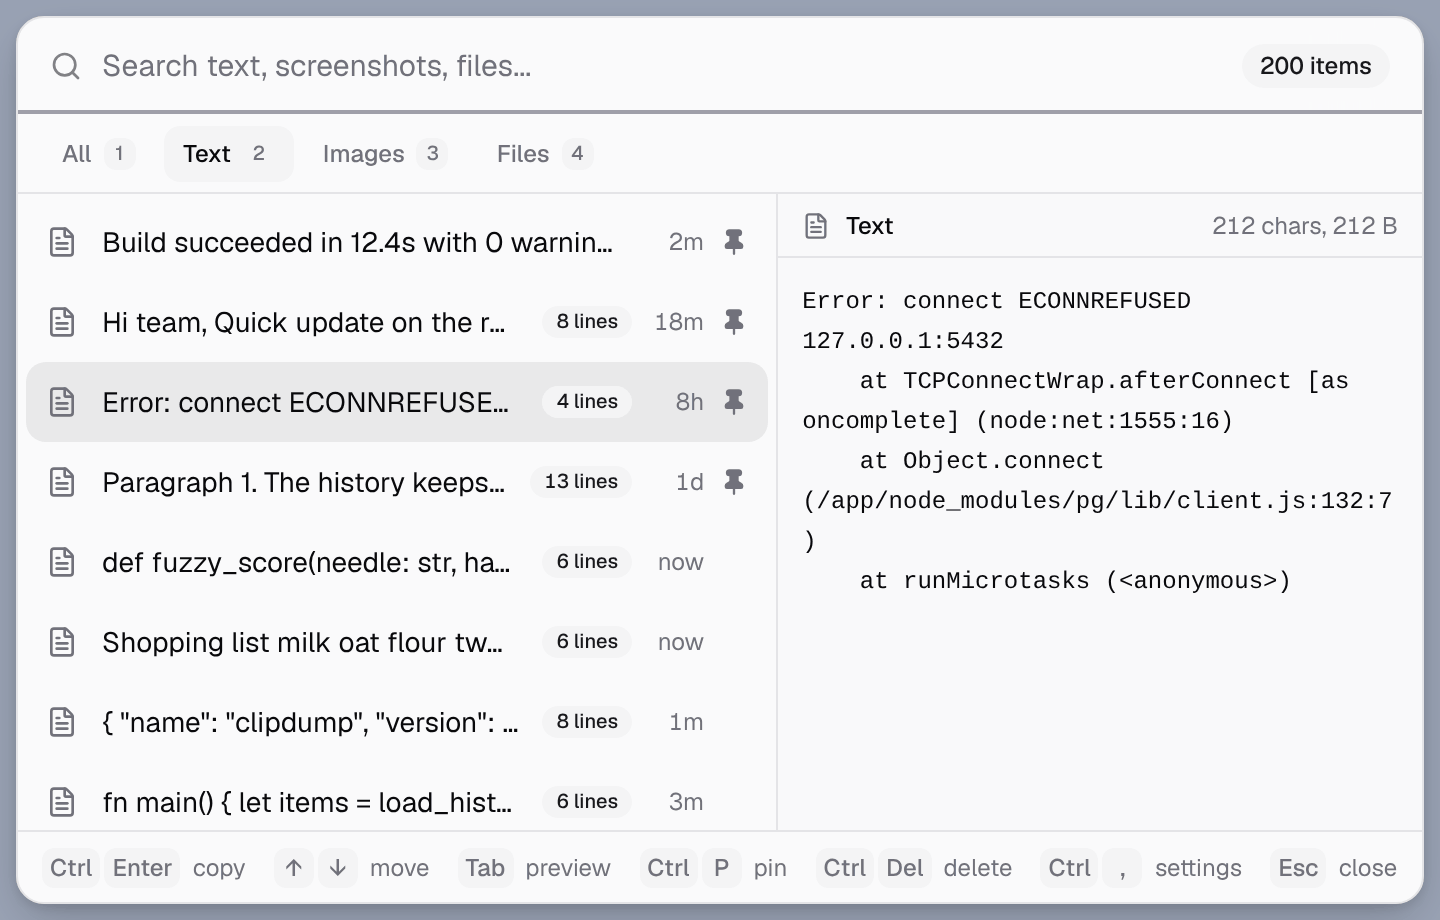 Search text, screenshots, files...
200 items
All 1 Text 2 Images 3 Files 4
Build succeeded in 12.4s with 0 warnin... 2m
Hi team, Quick update on the r... 8 lines 18m
Error: connect ECONNREFUSE... 4 lines 8h
Paragraph 1. The history keeps... 13 lines 1d
def fuzzy_score(needle: str, ha... 6 lines now
Shopping list milk oat flour tw... 6 lines now
{ "name": "clipdump", "version": ... 8 lines 1m
fn main() { let items = load_hist... 6 lines 3m
Text 212 chars, 212 B
Error: connect ECONNREFUSED
127.0.0.1:5432
    at TCPConnectWrap.afterConnect [as
oncomplete] (node:net:1555:16)
    at Object.connect
(/app/node_modules/pg/lib/client.js:132:7
)
    at runMicrotasks (<anonymous>)
Ctrl Enter copy ↑ ↓ move Tab preview Ctrl P pin Ctrl Del delete Ctrl , settings Esc close